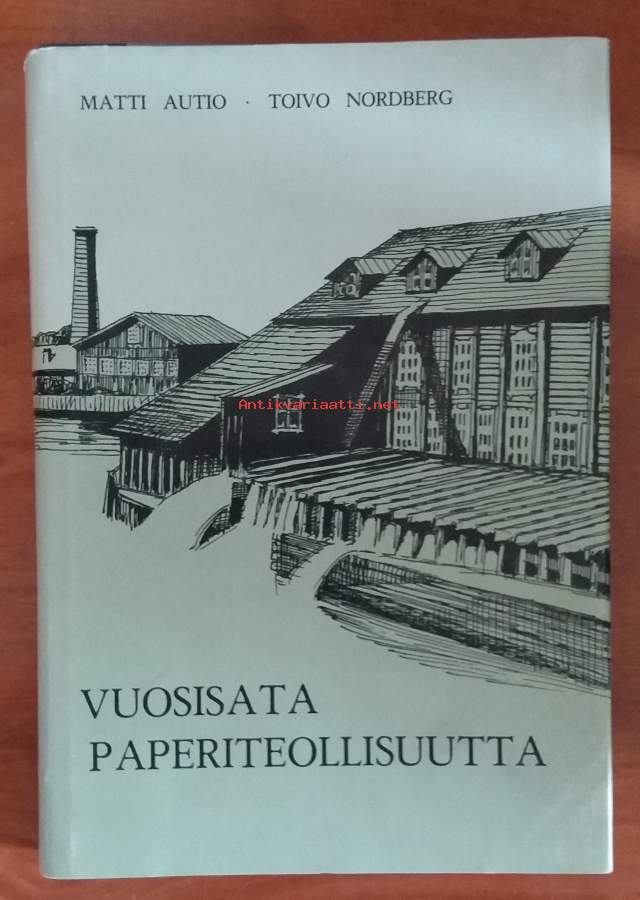 MATTI AUTIO · TOIVO NORDBERG
Antikvariaatti.net
VUOSISATA
PAPERITEOLLISUUTTA